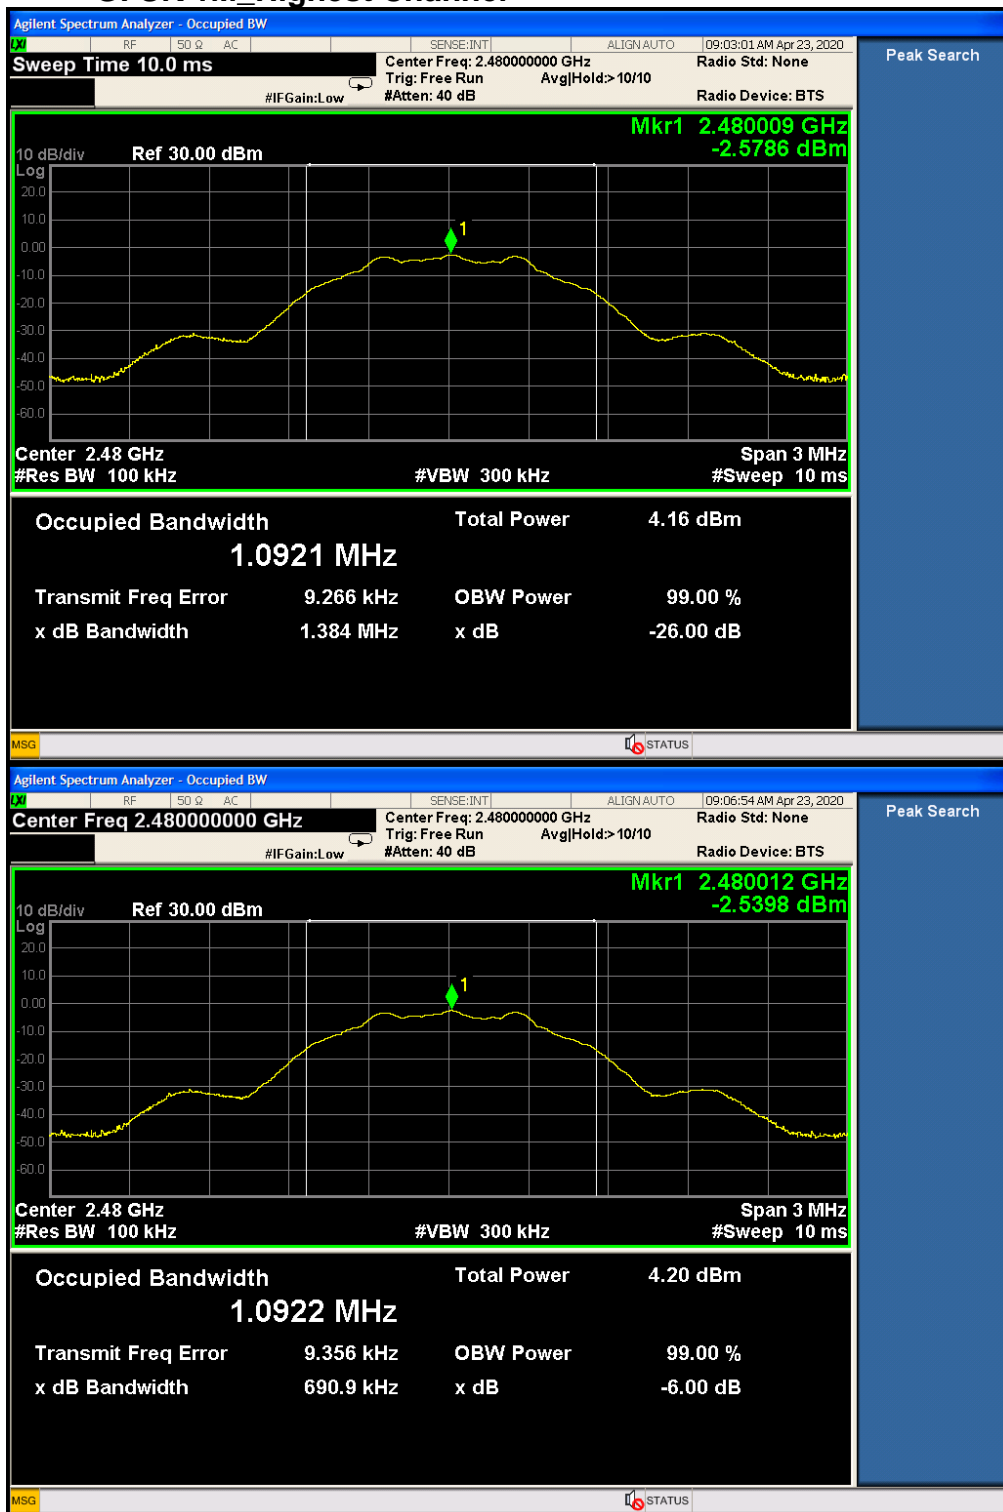 Agilent Spectrum Analyzer - Occupied BW
LXI RF 50 Ω AC SENSE:INT ALIGN AUTO 09:03:01 AM Apr 23, 2020
Sweep Time 10.0 ms Center Freq: 2.480000000 GHz Radio Std: None Peak Search
Trig: Free Run Avg|Hold:> 10/10
#IFGain:Low #Atten: 40 dB Radio Device: BTS
Mkr1 2.480009 GHz
10 dB/div Ref 30.00 dBm -2.5786 dBm
Log
20.0
10.0
1
0.00
-10.0
-20.0
-30.0
-40.0
-50.0
-60.0
Center 2.48 GHz Span 3 MHz
#Res BW 100 kHz #VBW 300 kHz #Sweep 10 ms
Occupied Bandwidth Total Power 4.16 dBm
1.0921 MHz
Transmit Freq Error 9.266 kHz OBW Power 99.00 %
x dB Bandwidth 1.384 MHz x dB -26.00 dB
MSG STATUS
Agilent Spectrum Analyzer - Occupied BW
LXI RF 50 Ω AC SENSE:INT ALIGN AUTO 09:06:54 AM Apr 23, 2020
Center Freq 2.480000000 GHz Center Freq: 2.480000000 GHz Radio Std: None Peak Search
Trig: Free Run Avg|Hold:> 10/10
#IFGain:Low #Atten: 40 dB Radio Device: BTS
Mkr1 2.480012 GHz
10 dB/div Ref 30.00 dBm -2.5398 dBm
Log
20.0
10.0
1
0.00
-10.0
-20.0
-30.0
-40.0
-50.0
-60.0
Center 2.48 GHz Span 3 MHz
#Res BW 100 kHz #VBW 300 kHz #Sweep 10 ms
Occupied Bandwidth Total Power 4.20 dBm
1.0922 MHz
Transmit Freq Error 9.356 kHz OBW Power 99.00 %
x dB Bandwidth 690.9 kHz x dB -6.00 dB
MSG STATUS